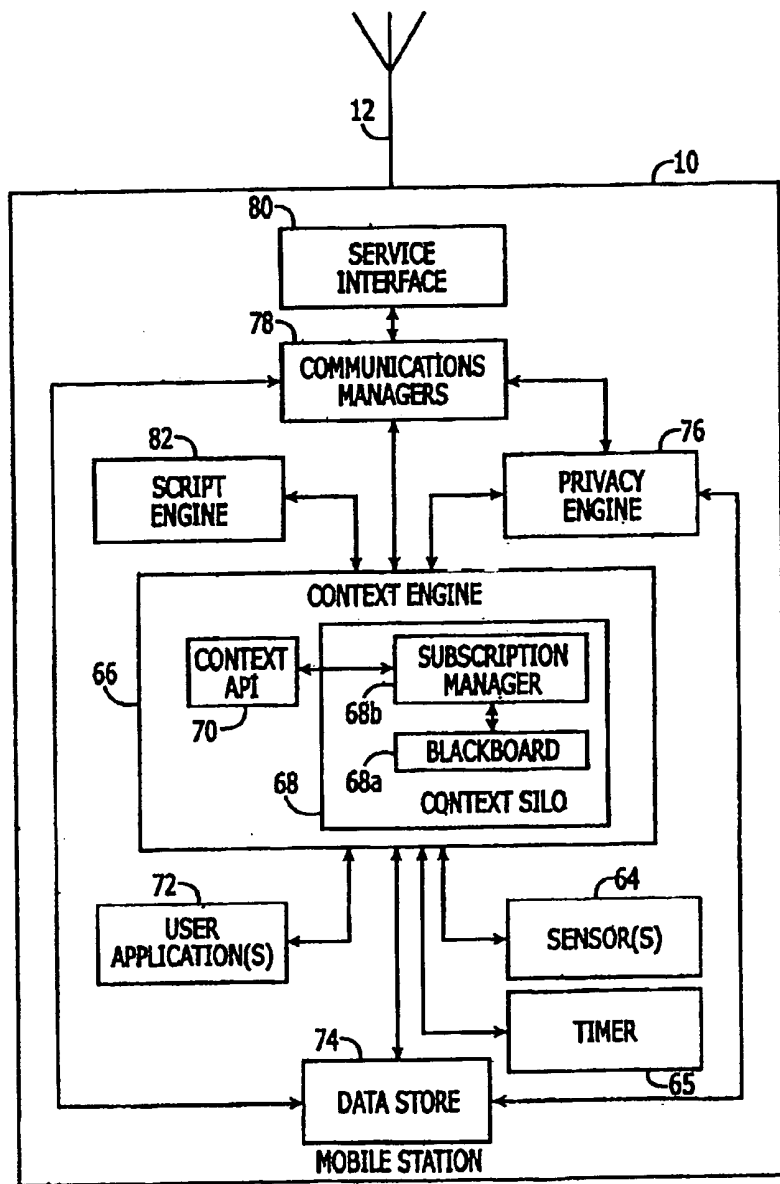 12
10
80
SERVICE
INTERFACE
78
COMMUNICATIONS
MANAGERS
82
SCRIPT
ENGINE
76
PRIVACY
ENGINE
CONTEXT ENGINE
66
CONTEXT
API
70
SUBSCRIPTION
MANAGER
68b
BLACKBOARD
68a
68
CONTEXT SILO
72
USER
APPLICATION(S)
64
SENSOR(S)
TIMER
65
74
DATA STORE
MOBILE STATION